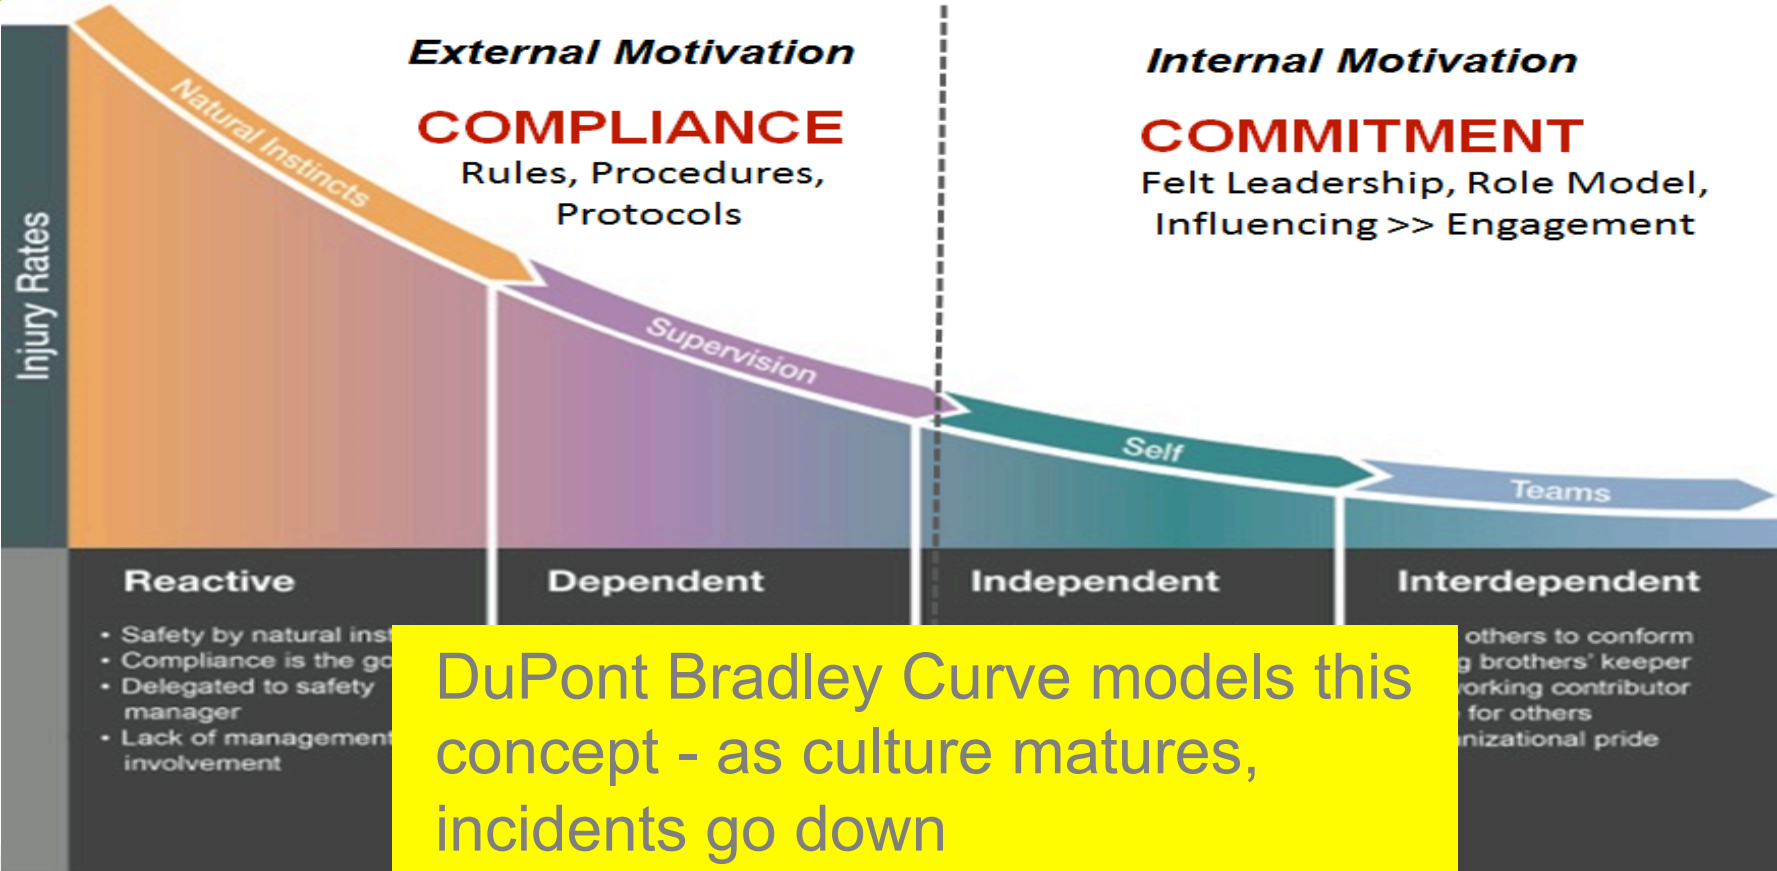 External Motivation
COMPLIANCE
Rules, Procedures,
Protocols
Internal Motivation
COMMITMENT
Felt Leadership, Role Model,
Influencing >> Engagement
Injury Rates
Natural Instincts
Supervision
Self
Teams
Reactive
• Safety by natural
• Compliance is the
• Delegated to safety
manager
• Lack of management
involvement
Dependent
Independent
Interdependent
others to conform
brothers' keeper
contributor
for others
pride
DuPont Bradley Curve models this
concept - as culture matures,
incidents go down